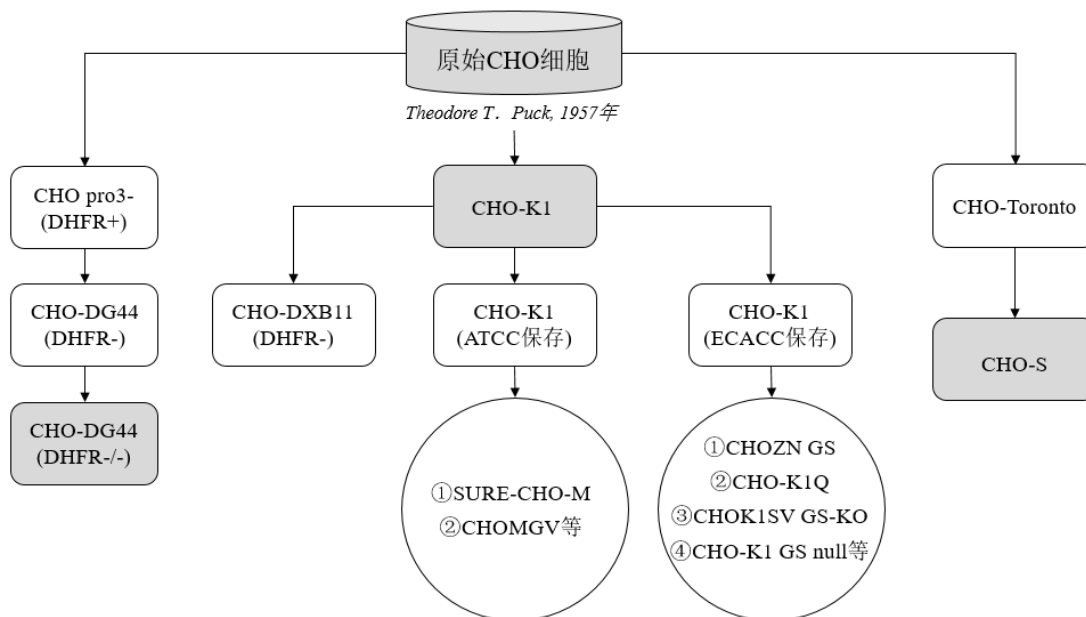 原始CHO细胞
Theodore T. Puck, 1957年
CHO pro3-
(DHFR+)
CHO-K1
CHO-Toronto
CHO-DG44
(DHFR-)
CHO-DXB11
(DHFR-)
CHO-K1
(ATCC保存)
CHO-K1
(ECACC保存)
CHO-S
CHO-DG44
(DHFR-/-)
①SURE-CHO-M
②CHOMGV等
①CHOZN GS
②CHO-K1Q
③CHOK1SV GS-KO
④CHO-K1 GS null等